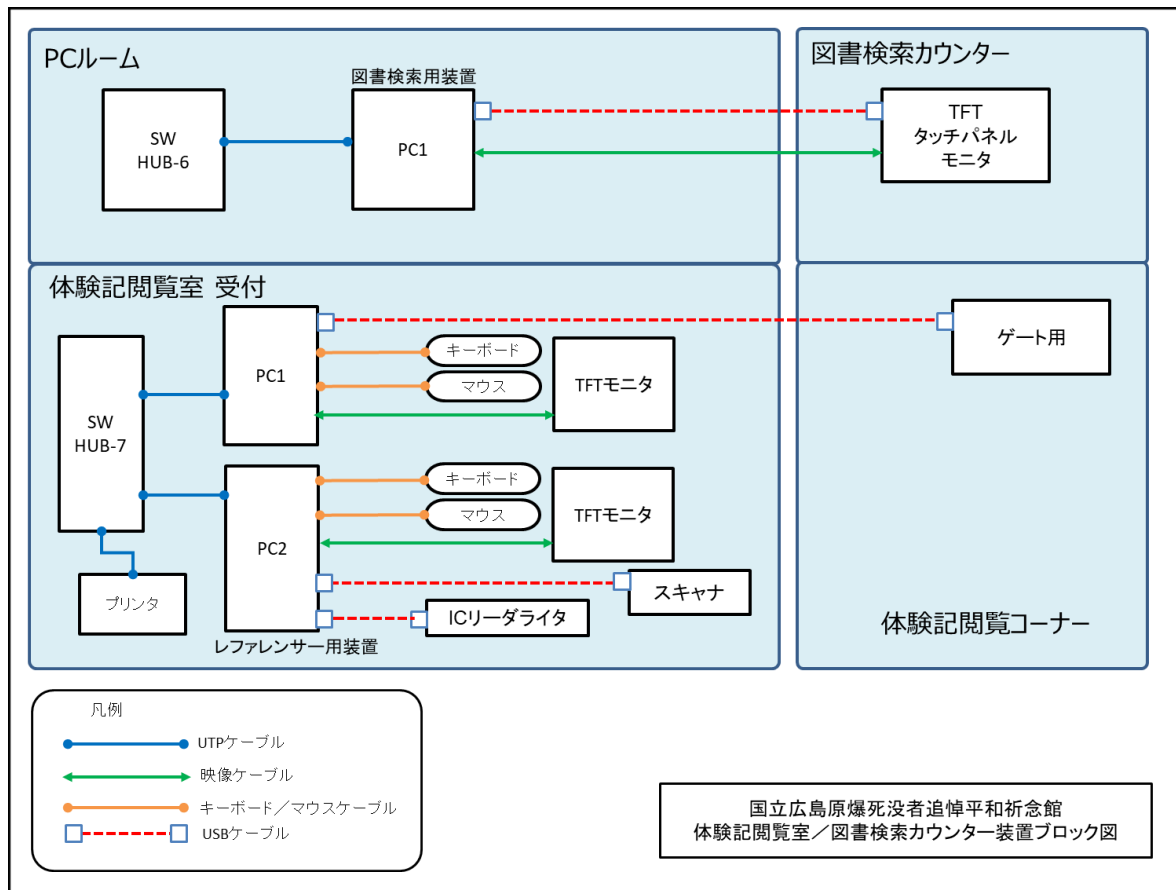 PCルーム
図書検索カウンター
図書検索用装置
SW
HUB-6
PC1
TFT
タッチパネル
モニタ
体験記閲覧室 受付
SW
HUB-7
PC1
キーボード
マウス
TFTモニタ
ゲート用
PC2
キーボード
マウス
TFTモニタ
スキャナ
ICリーダライタ
プリンタ
レファレンサー用装置
体験記閲覧コーナー
凡例
UTPケーブル
映像ケーブル
キーボード／マウスケーブル
USBケーブル
国立広島原爆死没者追悼平和祈念館
体験記閲覧室／図書検索カウンター装置ブロック図